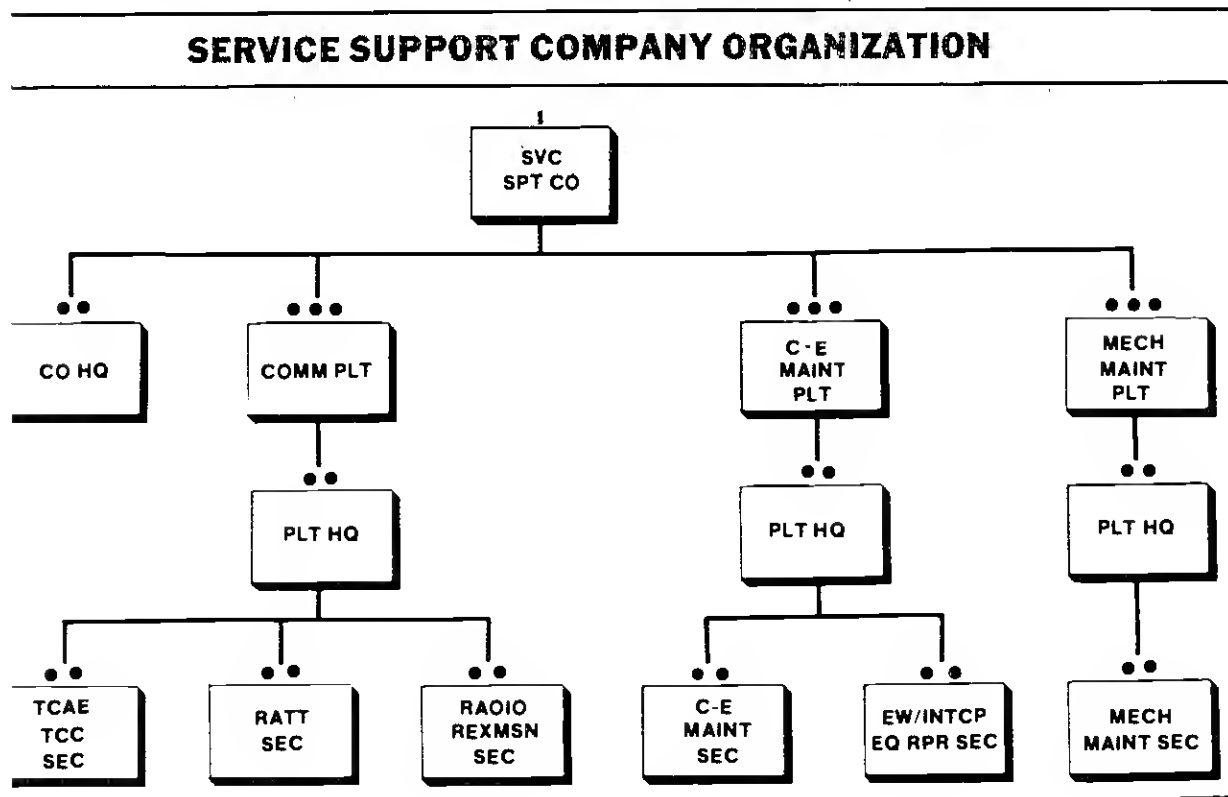 SERVICE SUPPORT COMPANY ORGANIZATION
I
SVC
SPT CO
CO HQ
COMM PLT
C-E
MAINT
PLT
MECH
MAINT
PLT
PLT HQ
PLT HQ
PLT HQ
TCAE
TCC
SEC
RATT
SEC
RAOIO
REXMSN
SEC
C-E
MAINT
SEC
EW/INTCP
EQ RPR SEC
MECH
MAINT SEC